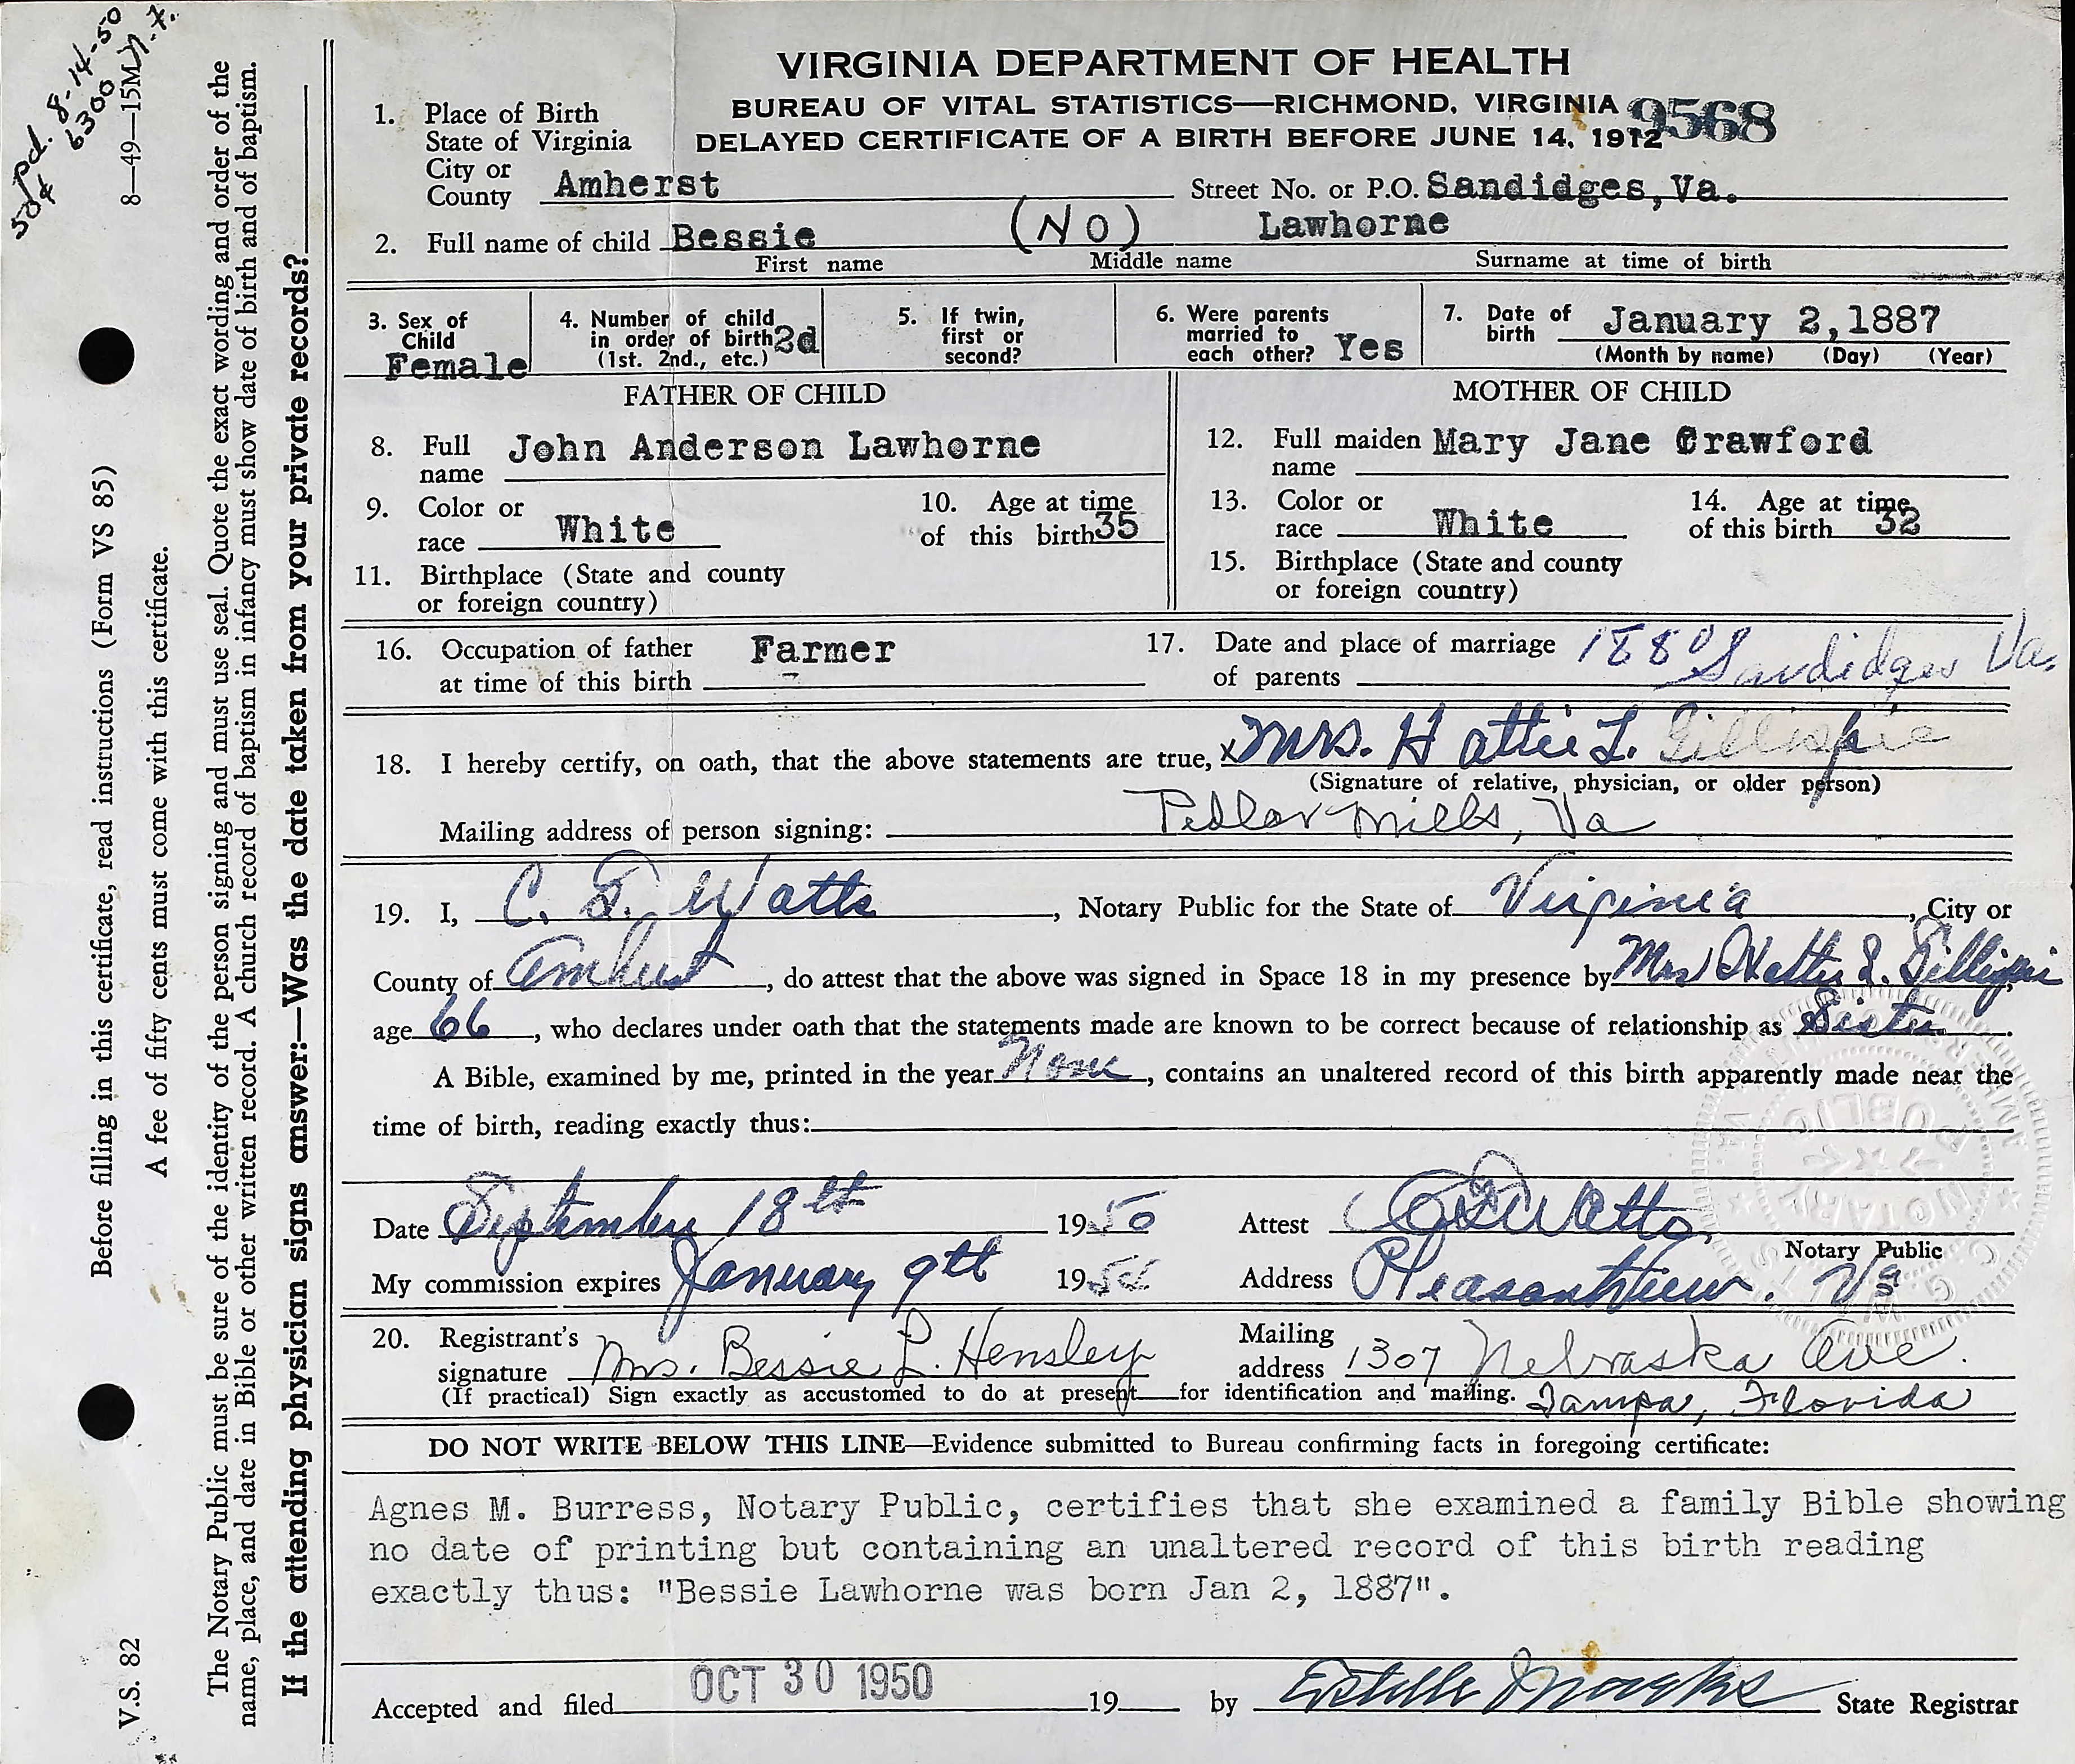 50¢ Pd. 8-14-50
6300
8—49—15M
VIRGINIA DEPARTMENT OF HEALTH
BUREAU OF VITAL STATISTICS—RICHMOND, VIRGINIA 9568
DELAYED CERTIFICATE OF A BIRTH BEFORE JUNE 14, 1912
1. Place of Birth
State of Virginia
City or
County Amherst Street No. or P.O. Sandidges, Va.
2. Full name of child Bessie (NO) Lawhorne
First name Middle name Surname at time of birth
3. Sex of Child Female
4. Number of child in order of birth 2d (1st. 2nd., etc.)
5. If twin, first or second?
6. Were parents married to each other? Yes
7. Date of birth January 2, 1887
(Month by name) (Day) (Year)
FATHER OF CHILD
8. Full name John Anderson Lawhorne
9. Color or race White
10. Age at time of this birth 35
11. Birthplace (State and county
or foreign country)
MOTHER OF CHILD
12. Full maiden name Mary Jane Crawford
13. Color or race White
14. Age at time of this birth 32
15. Birthplace (State and county
or foreign country)
16. Occupation of father
at time of this birth Farmer
17. Date and place of marriage
of parents 1880 Sandidges Va.
18. I hereby certify, on oath, that the above statements are true, x Mrs. Hattie L. Gillispie
(Signature of relative, physician, or older person)
Mailing address of person signing: Pedlar Mills, Va
19. I, C. G. Watts, Notary Public for the State of Virginia, City or
County of Amherst, do attest that the above was signed in Space 18 in my presence by Mrs Hattie L. Gillispie,
age 66, who declares under oath that the statements made are known to be correct because of relationship as Sister.
A Bible, examined by me, printed in the year None, contains an unaltered record of this birth apparently made near the
time of birth, reading exactly thus:
Date September 18th 1950 Attest C G Watts
Notary Public
My commission expires January 9th 1954 Address Pleasant View, Va
20. Registrant's signature Mrs. Bessie L. Hensley Mailing address 1307 Nebraska Ave.
(If practical) Sign exactly as accustomed to do at present—for identification and mailing. Tampa, Florida
DO NOT WRITE BELOW THIS LINE—Evidence submitted to Bureau confirming facts in foregoing certificate:
Agnes M. Burress, Notary Public, certifies that she examined a family Bible showing
no date of printing but containing an unaltered record of this birth reading
exactly thus: "Bessie Lawhorne was born Jan 2, 1887".
Accepted and filed OCT 30 1950 19 by Estelle Marks State Registrar
Before filling in this certificate, read instructions (Form VS 85)
A fee of fifty cents must come with this certificate.
The Notary Public must be sure of the identity of the person signing and must use seal. Quote the exact wording and order of the
name, place, and date in Bible or other written record. A church record of baptism in infancy must show date of birth and of baptism.
If the attending physician signs answer:—Was the date taken from your private records?
V.S. 82